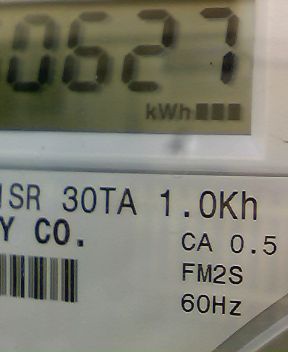 0627
kWh
SR 30TA 1.0Kh
Y CO.
CA 0.5
FM2S
60Hz